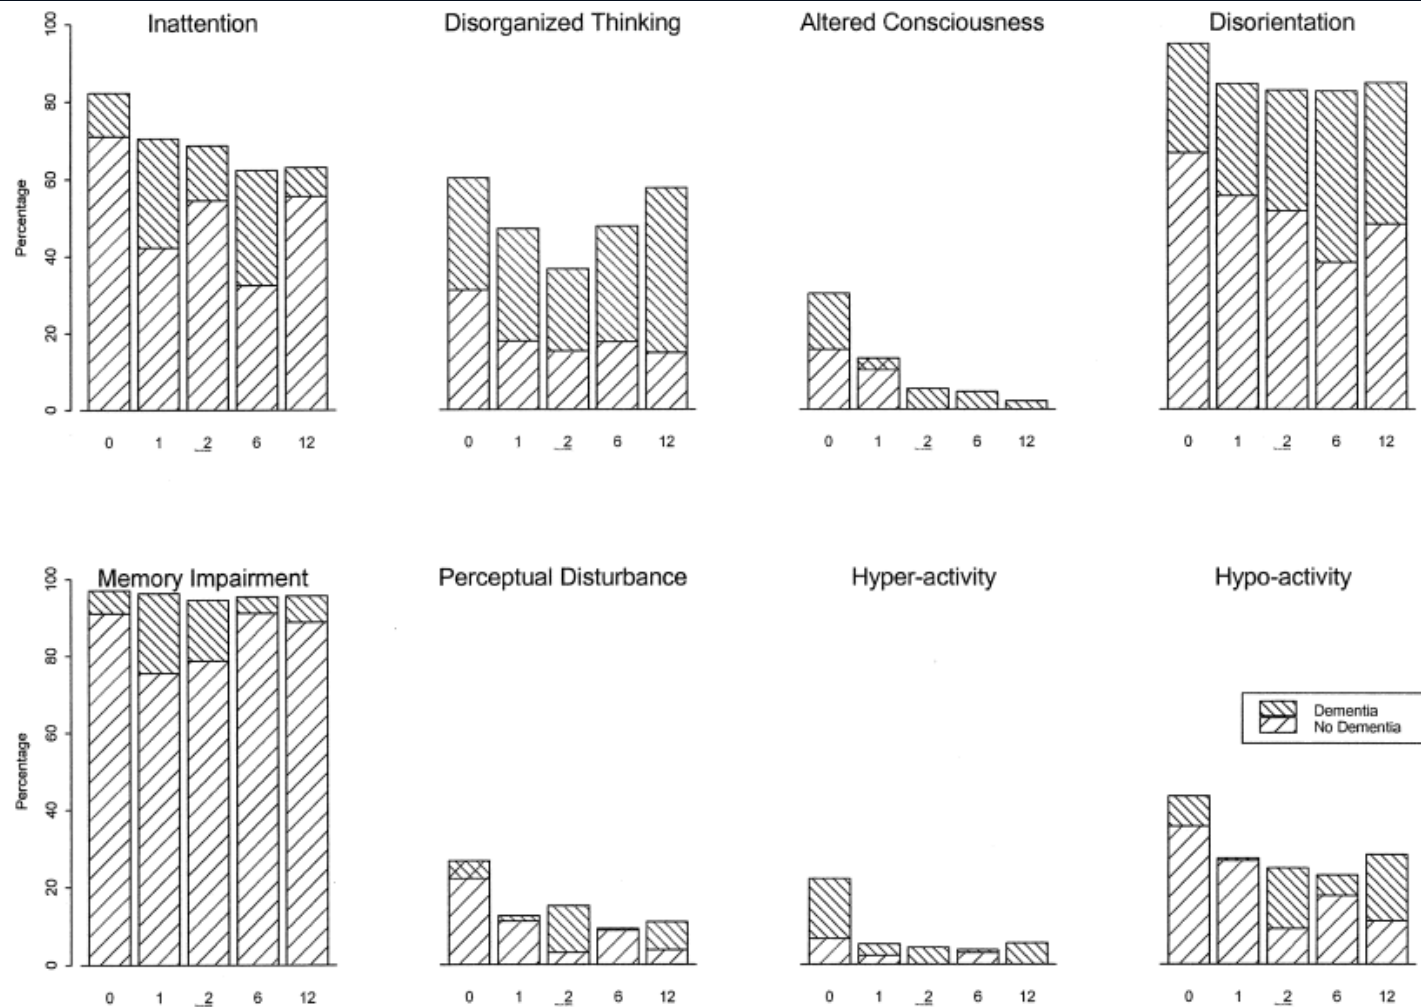 Inattention
Disorganized Thinking
Altered Consciousness
Disorientation
Percentage
100
80
60
40
20
0
0 1 2 6 12
0 1 2 6 12
0 1 2 6 12
0 1 2 6 12
Memory Impairment
Perceptual Disturbance
Hyper-activity
Hypo-activity
Percentage
100
80
60
40
20
0
Dementia
No Dementia
0 1 2 6 12
0 1 2 6 12
0 1 2 6 12
0 1 2 6 12